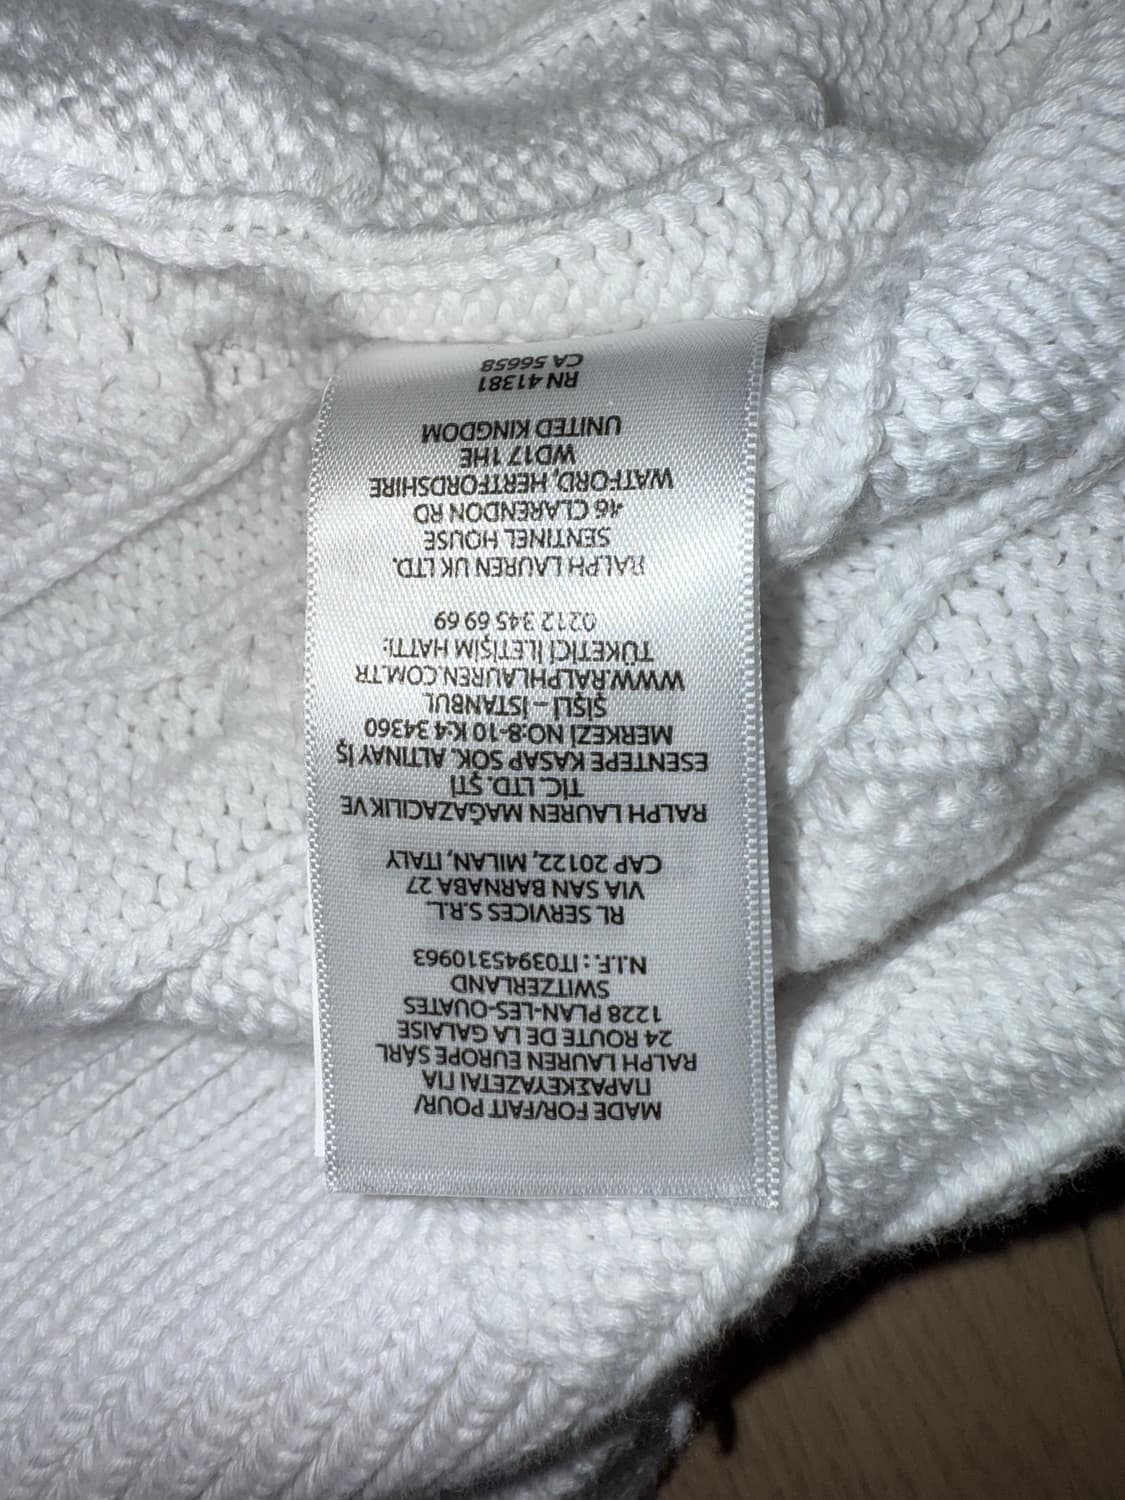 MADE FOR/FAIT POUR/
ΠΑΡΑΣΚΕΥΑΖΕΤΑΙ ΓΙΑ
RALPH LAUREN EUROPE SÀRL
24 ROUTE DE LA GALAISE
1228 PLAN-LES-OUATES
SWITZERLAND
N.I.F. : IT03945310963
RL SERVICES S.R.L.
VIA SAN BARNABA 27
CAP 20122, MILAN, ITALY
RALPH LAUREN MAĞAZACILIK VE
TİC. LTD. ŞTİ
ESENTEPE KASAP SOK. ALTINAY İŞ
MERKEZİ NO:8-10 K:4 34360
ŞİŞLİ – İSTANBUL
WWW.RALPHLAUREN.COM.TR
TÜKETİCİ İLETİŞİM HATTI:
0212 345 69 69
RALPH LAUREN UK LTD.
SENTINEL HOUSE
46 CLARENDON RD
WATFORD, HERTFORDSHIRE
WD17 1HE
UNITED KINGDOM
RN 41381
CA 56658